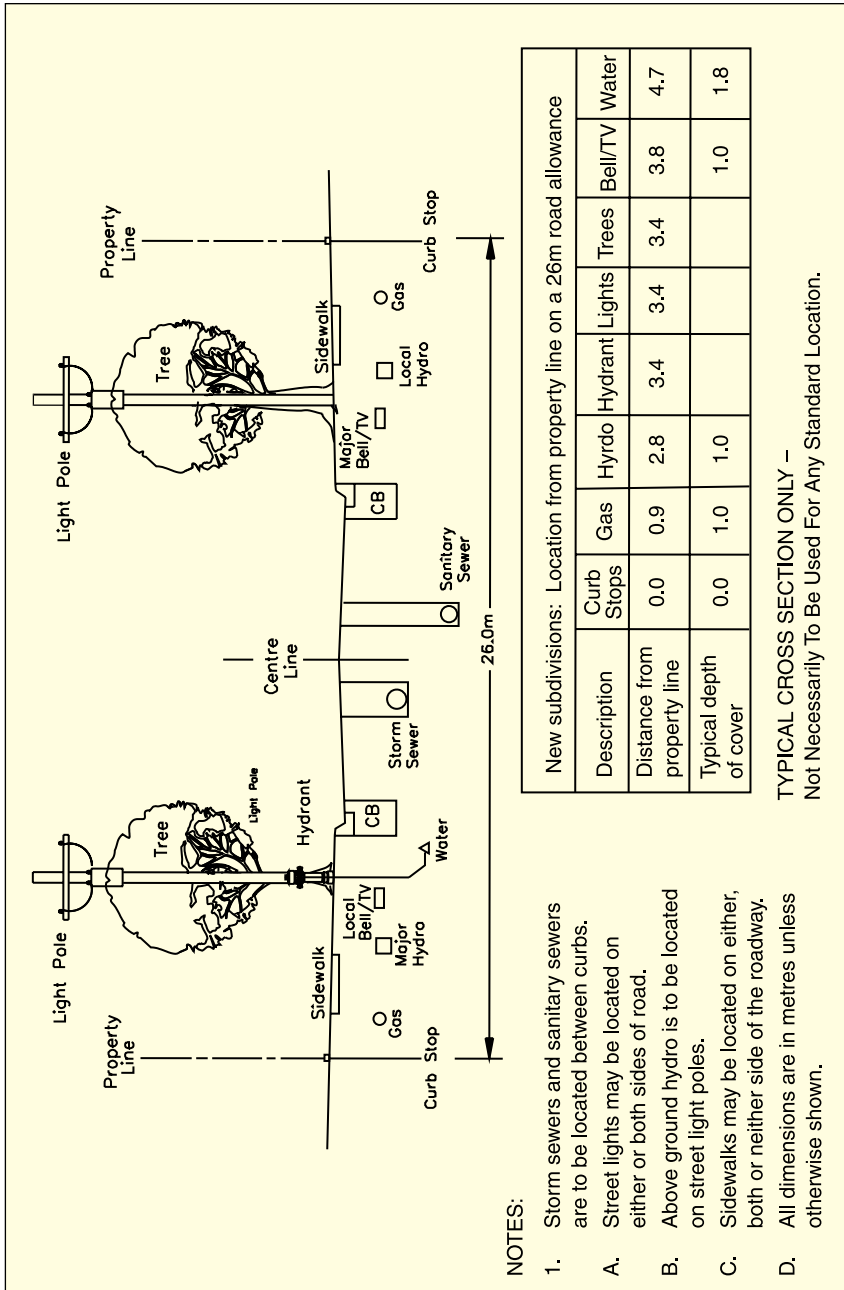 Light Pole
Light Pole
Property
Line
Tree
Light Pole
Hydrant
Tree
Property
Line
Centre
Line
Sidewalk
Sidewalk
CB
CB
Gas
Major
Hydro
Local
Bell/TV
Water
Storm
Sewer
Sanitary
Sewer
Major
Bell/TV
Local
Hydro
Gas
Curb Stop
Curb Stop
26.0m
NOTES:
1. Storm sewers and sanitary sewers
are to be located between curbs.
A. Street lights may be located on
either or both sides of road.
B. Above ground hydro is to be located
on street light poles.
C. Sidewalks may be located on either,
both or neither side of the roadway.
D. All dimensions are in metres unless
otherwise shown.
New subdivisions: Location from property line on a 26m road allowance
Description Curb Stops Gas Hyrdo Hydrant Lights Trees Bell/TV Water
Distance from property line 0.0 0.9 2.8 3.4 3.4 3.4 3.8 4.7
Typical depth of cover 0.0 1.0 1.0 1.0 1.8
TYPICAL CROSS SECTION ONLY –
Not Necessarily To Be Used For Any Standard Location.